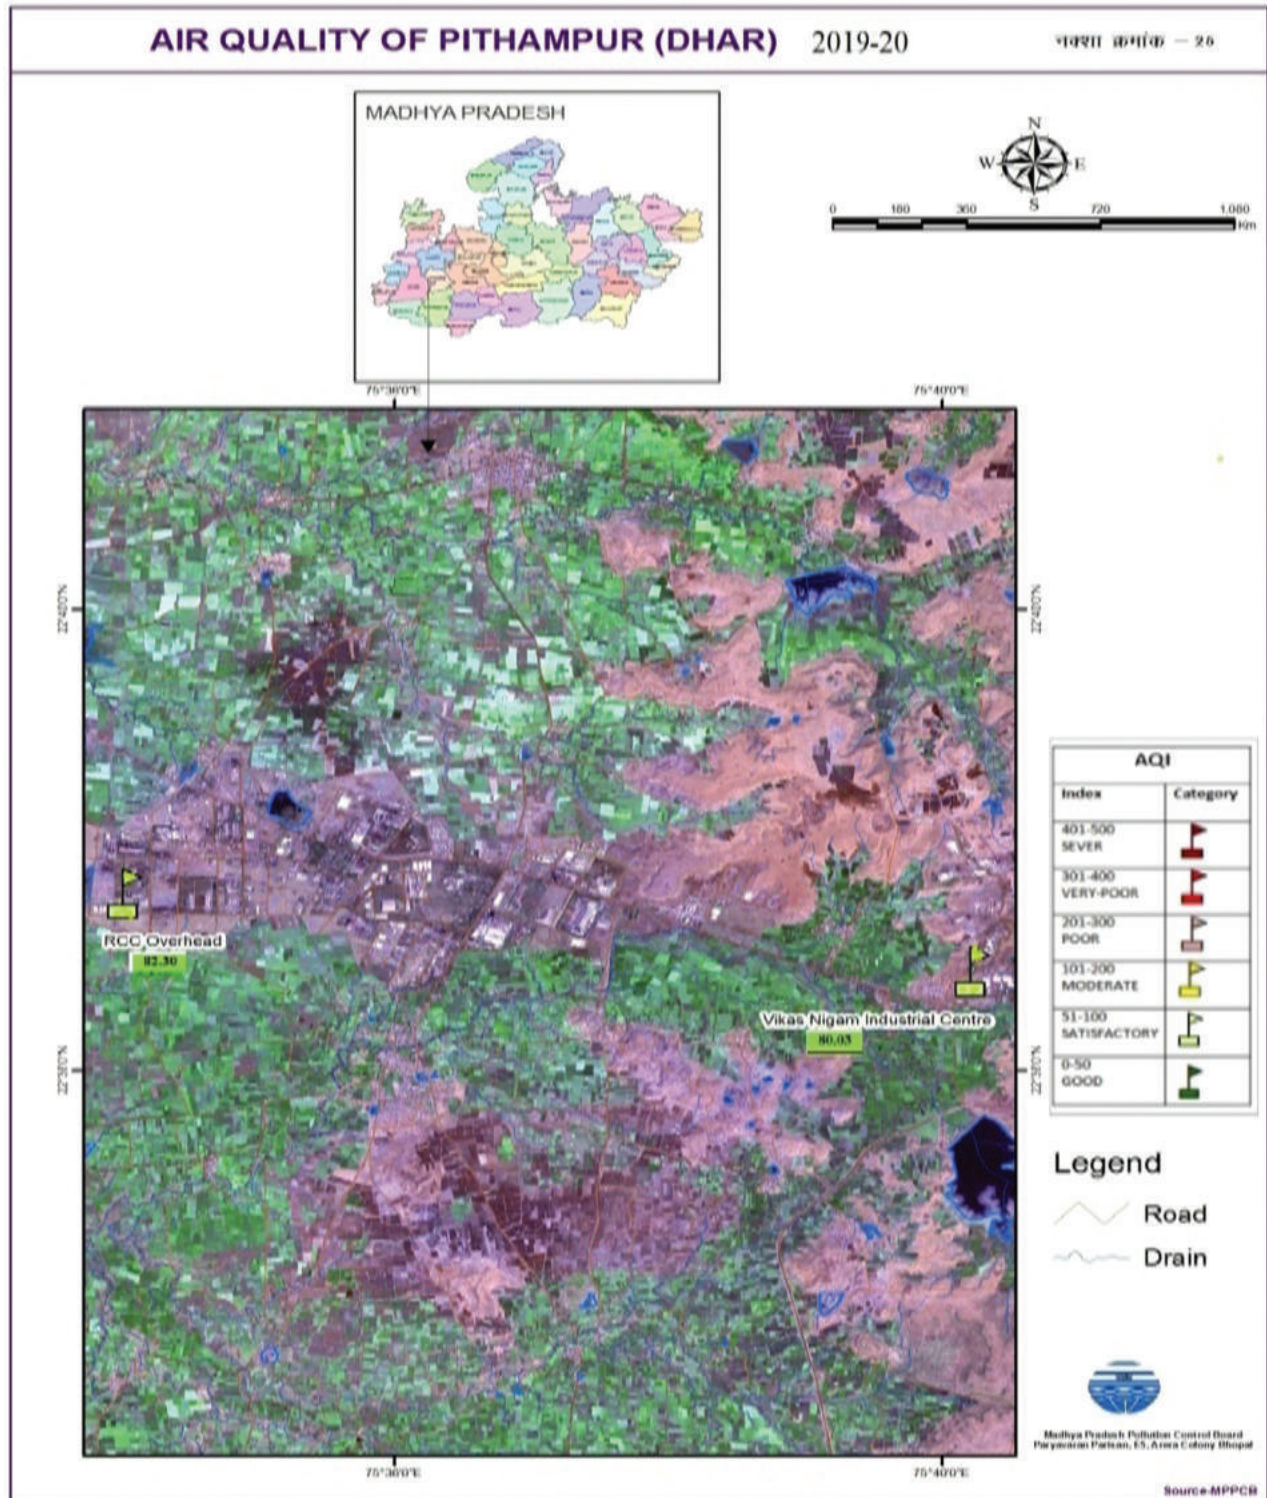 AIR QUALITY OF PITHAMPUR (DHAR) 2019-20 नक्शा क्रमांक – 25
MADHYA PRADESH
N
W E
S
0 180 360 720 1,080
Km
75°36'0"E 75°40'0"E
22°40'0"N 22°40'0"N
AQI
Index Category
401-500
SEVER
301-400
VERY-POOR
201-300
POOR
101-200
MODERATE
51-100
SATISFACTORY
0-50
GOOD
RCC Overhead
82.30
Vikas Nigam Industrial Centre
80.03
22°36'0"N 22°36'0"N
Legend
Road
Drain
Madhya Pradesh Pollution Control Board
Paryavaran Parisar, E5, Arera Colony Bhopal
75°36'0"E 75°40'0"E
Source-MPPCB